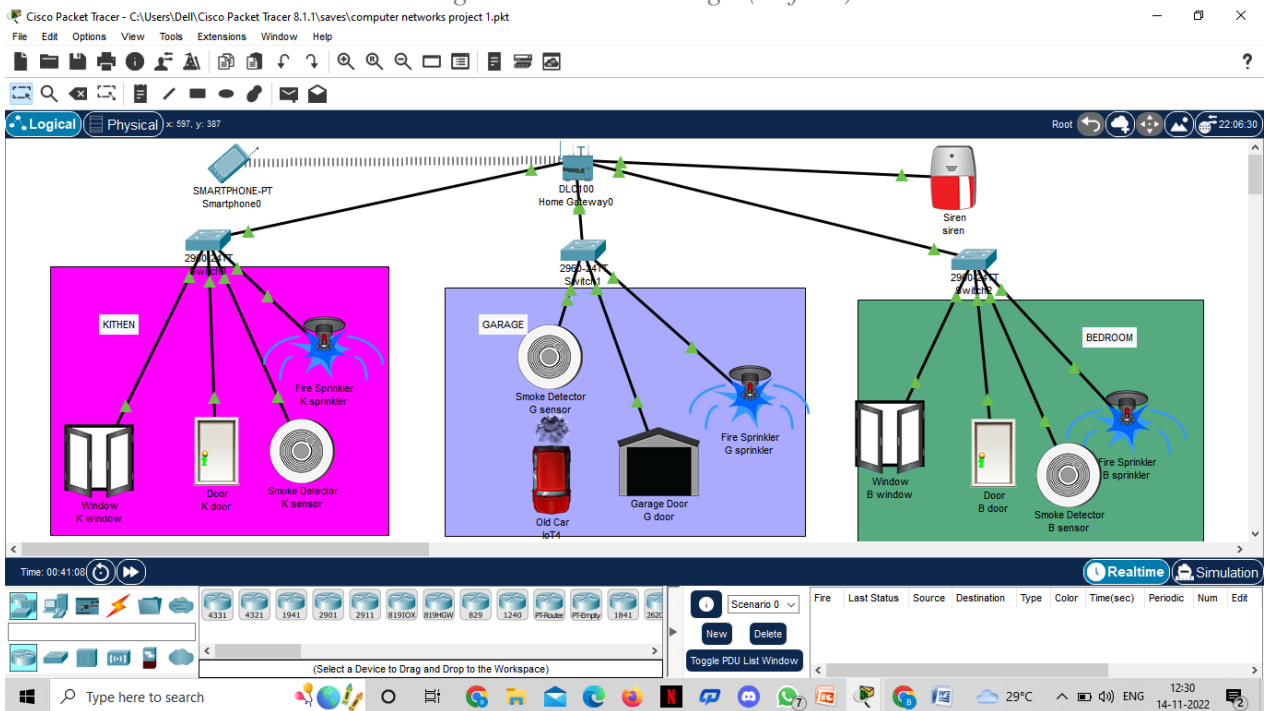 Cisco Packet Tracer - C:\Users\Dell\Cisco Packet Tracer 8.1.1\saves\computer networks project 1.pkt
File Edit Options View Tools Extensions Window Help
?
Logical Physical x: 597, y: 387 Root 22:06:30
SMARTPHONE-PT
Smartphone0
DLC100
Home Gateway0
Siren
siren
2960-24TT
Switch0
2960-24TT
Switch1
2960-24TT
Switch2
KITHEN
Fire Sprinkler
K sprinkler
Window
K window
Door
K door
Smoke Detector
K sensor
GARAGE
Smoke Detector
G sensor
Fire Sprinkler
G sprinkler
Old Car
IoT4
Garage Door
G door
BEDROOM
Fire Sprinkler
B sprinkler
Window
B window
Door
B door
Smoke Detector
B sensor
Time: 00:41:08 Realtime Simulation
4331 4321 1941 2901 2911 819IOX 819HGW 829 1240 PT-Router PT-Empty 1841 262
(Select a Device to Drag and Drop to the Workspace)
Scenario 0
New Delete
Toggle PDU List Window
Fire Last Status Source Destination Type Color Time(sec) Periodic Num Edit
Type here to search 7 29°C ENG 12:30
14-11-2022 2